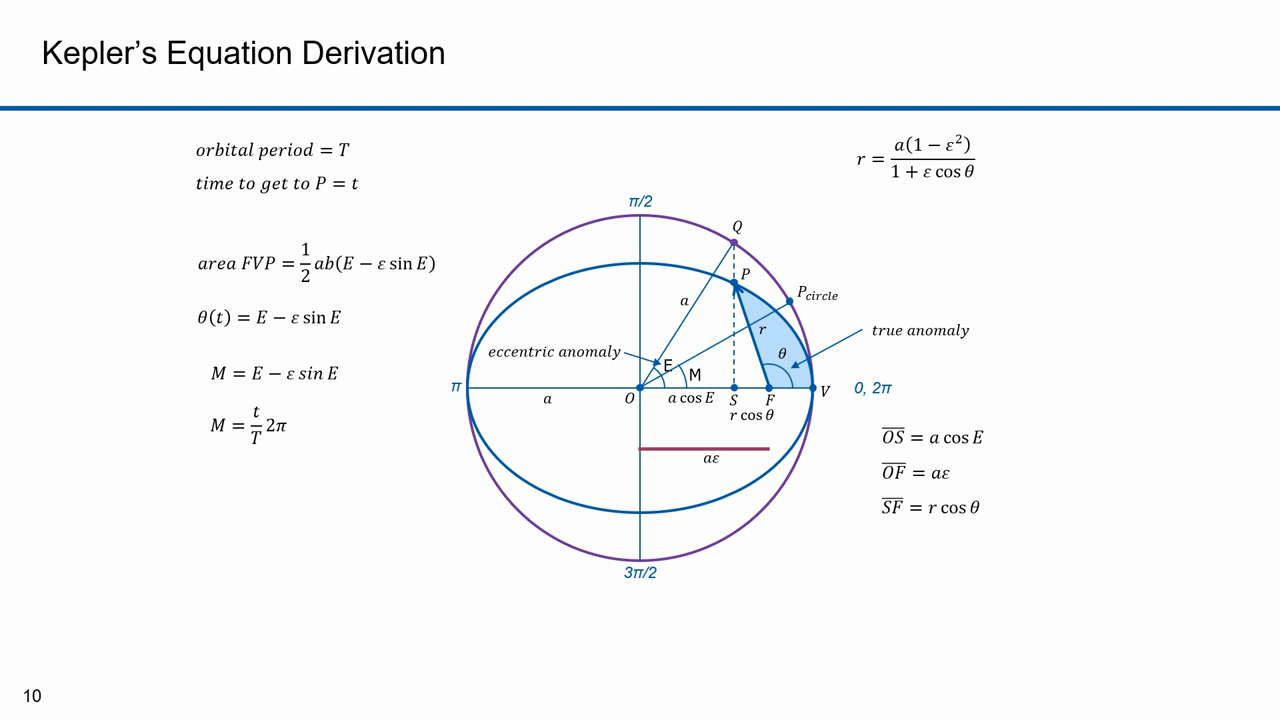 Kepler's Equation Derivation
orbital period = T
time to get to P = t
area FVP = 1/2 ab(E − ε sin E)
θ(t) = E − ε sin E
M = E − ε sin E
M = t/T 2π
r = a(1 − ε²)/1 + ε cos θ
π/2
Q
P
P_circle
a
r
true anomaly
θ
eccentric anomaly
E
M
π
a
O
a cos E
S
F
V
0, 2π
r cos θ
aε
3π/2
OS = a cos E
OF = aε
SF = r cos θ
10